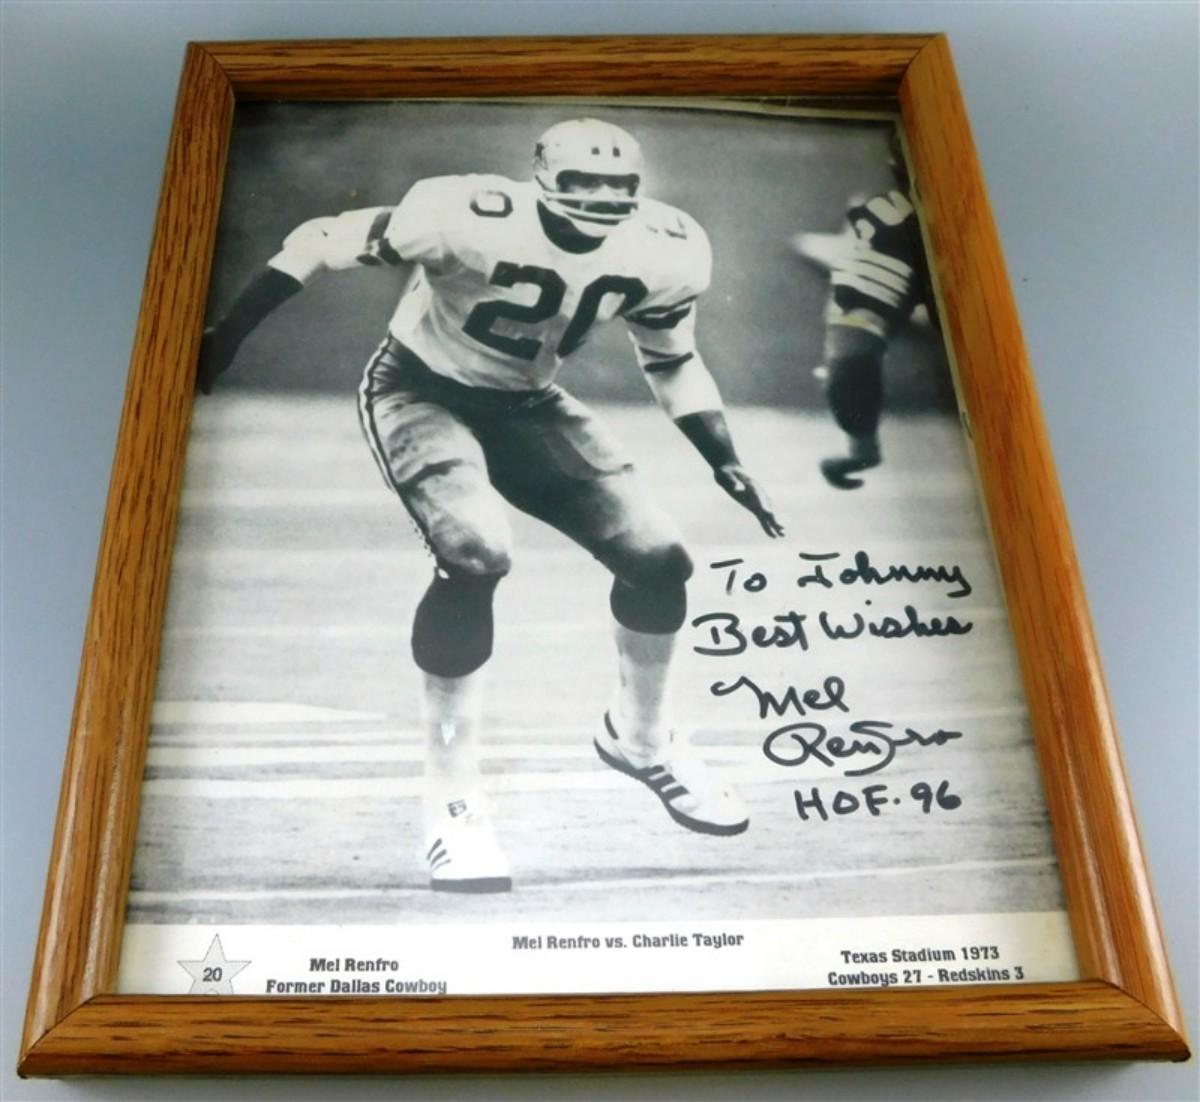 20
20
To Johnny
Best Wishes
Mel
Renfro
HOF. 96
Mel Renfro vs. Charlie Taylor
20
Mel Renfro
Former Dallas Cowboy
Texas Stadium 1973
Cowboys 27 - Redskins 3